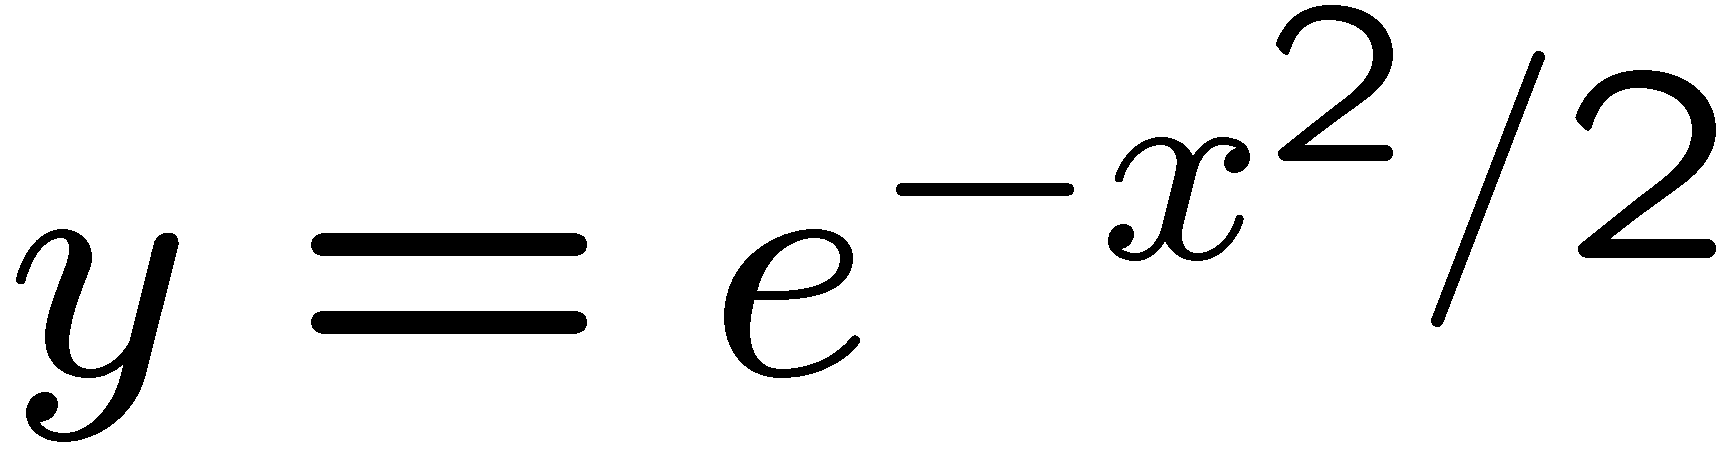 y = e^{-x^2/2}